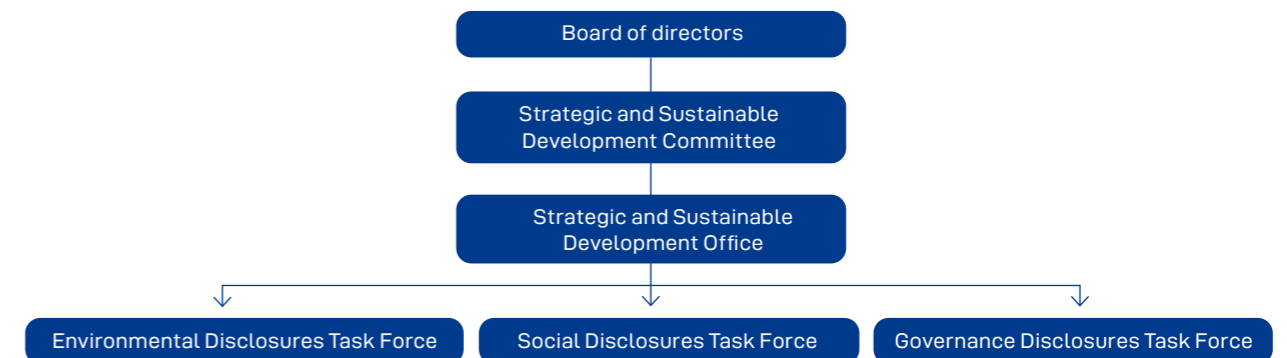 Board of directors
Strategic and Sustainable
Development Committee
Strategic and Sustainable
Development Office
Environmental Disclosures Task Force
Social Disclosures Task Force
Governance Disclosures Task Force